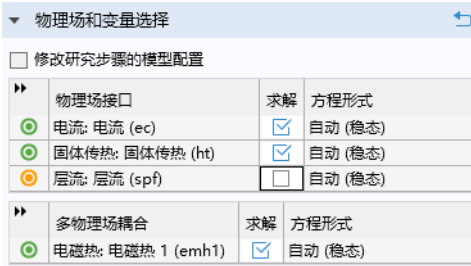 物理场和变量选择
修改研究步骤的模型配置
物理场接口 求解 方程形式
电流: 电流 (ec) 自动 (稳态)
固体传热: 固体传热 (ht) 自动 (稳态)
层流: 层流 (spf) 自动 (稳态)
多物理场耦合 求解 方程形式
电磁热: 电磁热 1 (emh1) 自动 (稳态)